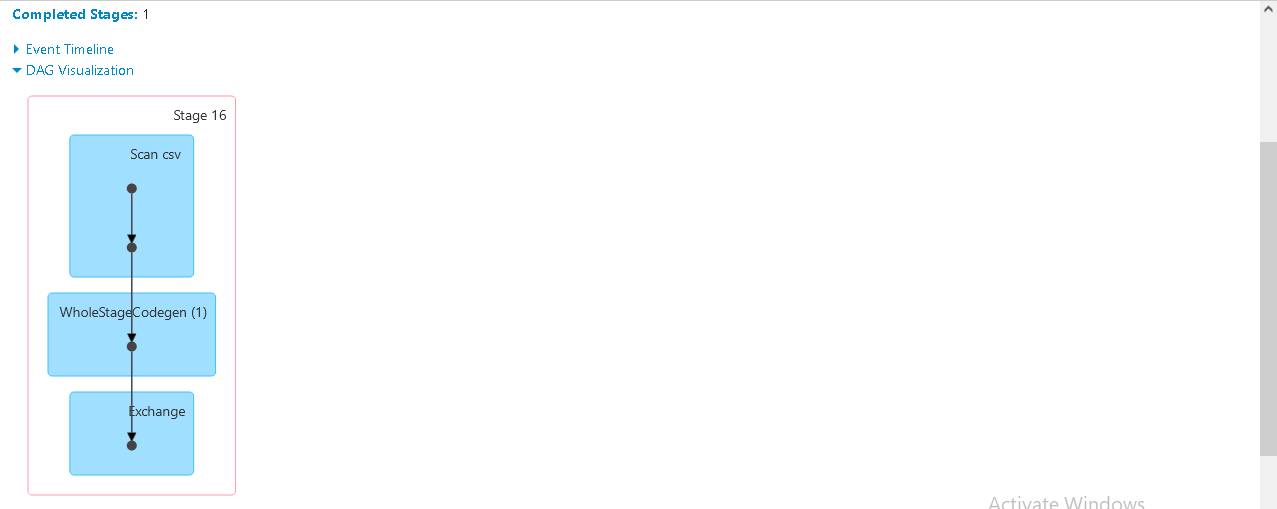 Completed Stages: 1
Event Timeline
DAG Visualization
Stage 16
Scan csv
WholeStageCodegen (1)
Exchange
Activate Windows